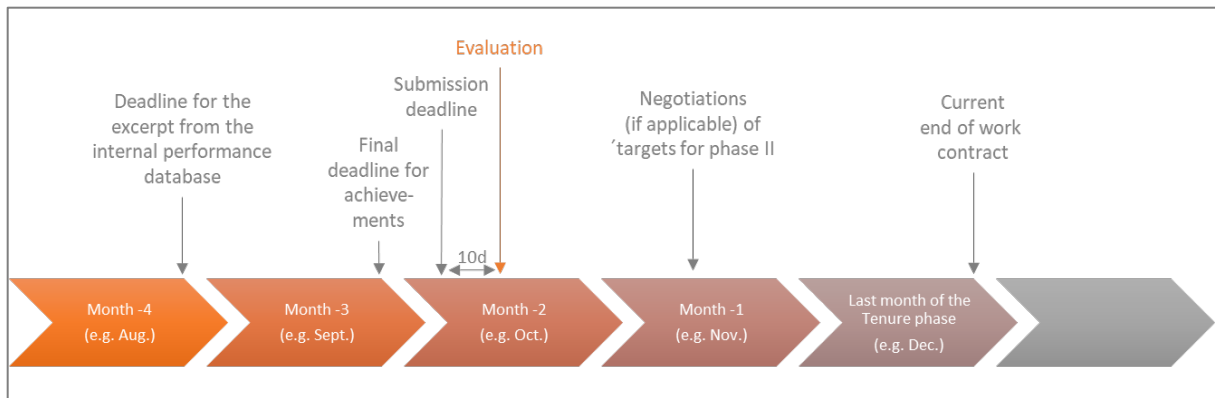 Evaluation
Submission
deadline
Deadline for the
excerpt from the
internal performance
database
Final
deadline for
achieve-
ments
10d
Negotiations
(if applicable) of
´targets for phase II
Current
end of work
contract
Month -4
(e.g. Aug.)
Month -3
(e.g. Sept.)
Month -2
(e.g. Oct.)
Month -1
(e.g. Nov.)
Last month of the
Tenure phase
(e.g. Dec.)